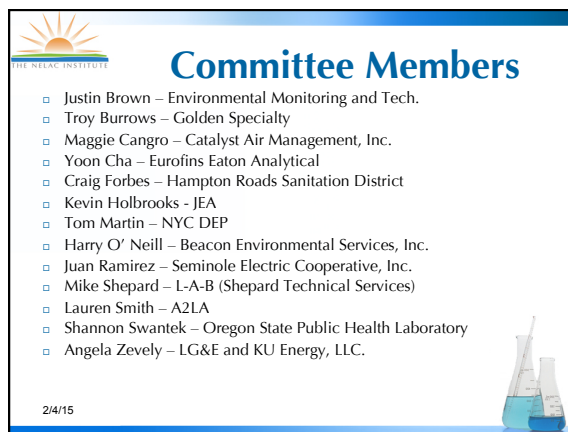 THE NELAC INSTITUTE
Committee Members
Justin Brown – Environmental Monitoring and Tech.
Troy Burrows – Golden Specialty
Maggie Cangro – Catalyst Air Management, Inc.
Yoon Cha – Eurofins Eaton Analytical
Craig Forbes – Hampton Roads Sanitation District
Kevin Holbrooks - JEA
Tom Martin – NYC DEP
Harry O' Neill – Beacon Environmental Services, Inc.
Juan Ramirez – Seminole Electric Cooperative, Inc.
Mike Shepard – L-A-B (Shepard Technical Services)
Lauren Smith – A2LA
Shannon Swantek – Oregon State Public Health Laboratory
Angela Zevely – LG&E and KU Energy, LLC.
2/4/15